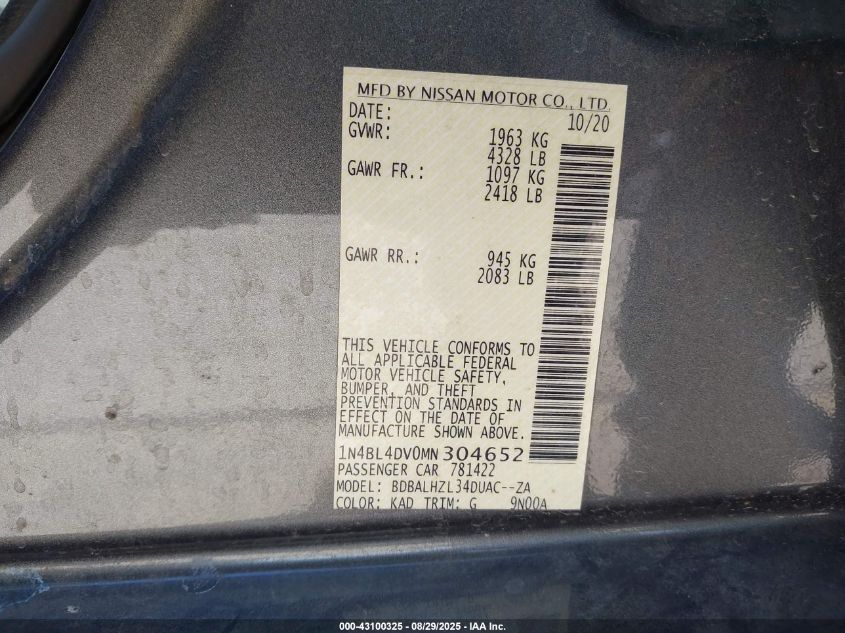 MFD BY NISSAN MOTOR CO., LTD.
DATE: 10/20
GVWR: 1963 KG
4328 LB
GAWR FR.: 1097 KG
2418 LB
GAWR RR.: 945 KG
2083 LB
THIS VEHICLE CONFORMS TO
ALL APPLICABLE FEDERAL
MOTOR VEHICLE SAFETY,
BUMPER, AND THEFT
PREVENTION STANDARDS IN
EFFECT ON THE DATE OF
MANUFACTURE SHOWN ABOVE.
1N4BL4DV0MN304652
PASSENGER CAR 781422
MODEL: BDBALHZL34DUAC--ZA
COLOR: KAD TRIM: G 9N00A
000-43100325 - 08/29/2025 - IAA Inc.